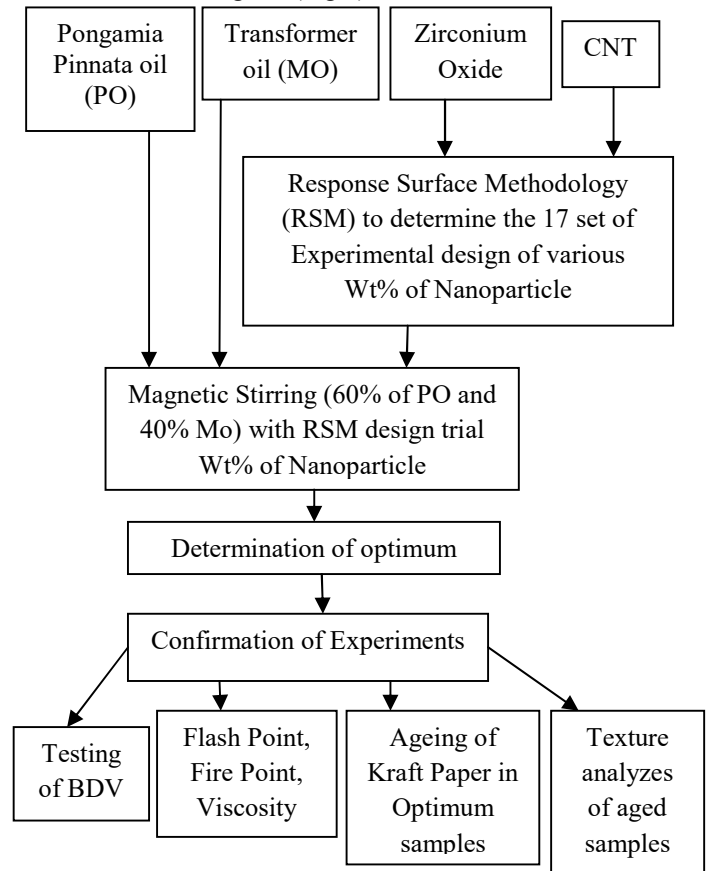 Pongamia
Pinnata oil
(PO)
Transformer
oil (MO)
Zirconium
Oxide
CNT
Response Surface Methodology
(RSM) to determine the 17 set of
Experimental design of various
Wt% of Nanoparticle
Magnetic Stirring (60% of PO and
40% Mo) with RSM design trial
Wt% of Nanoparticle
Determination of optimum
Confirmation of Experiments
Testing
of BDV
Flash Point,
Fire Point,
Viscosity
Ageing of
Kraft Paper in
Optimum
samples
Texture
analyzes
of aged
samples